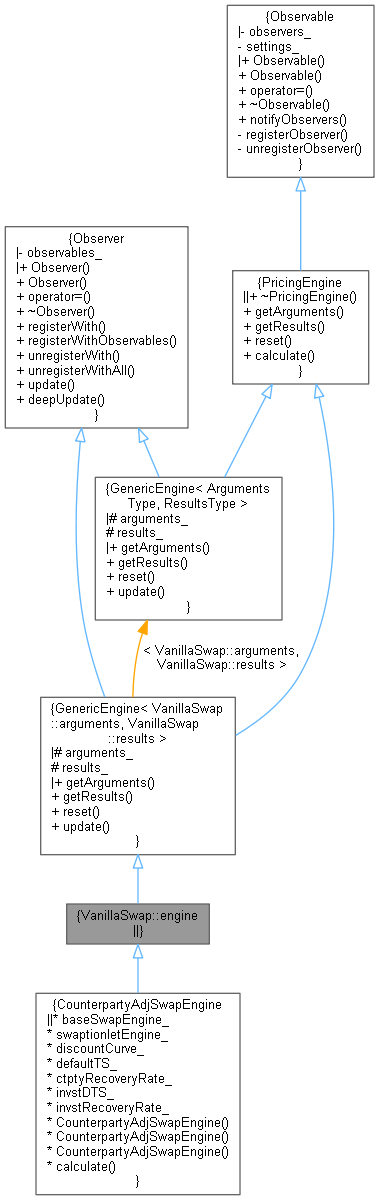 {Observable
|- observers_
- settings_
|+ Observable()
+ Observable()
+ operator=()
+ ~Observable()
+ notifyObservers()
- registerObserver()
- unregisterObserver()
}
{Observer
|- observables_
|+ Observer()
+ Observer()
+ operator=()
+ ~Observer()
+ registerWith()
+ registerWithObservables()
+ unregisterWith()
+ unregisterWithAll()
+ update()
+ deepUpdate()
}
{PricingEngine
||+ ~PricingEngine()
+ getArguments()
+ getResults()
+ reset()
+ calculate()
}
{GenericEngine< Arguments
Type, ResultsType >
|# arguments_
# results_
|+ getArguments()
+ getResults()
+ reset()
+ update()
}
< VanillaSwap::arguments,
VanillaSwap::results >
{GenericEngine< VanillaSwap
::arguments, VanillaSwap
::results >
|# arguments_
# results_
|+ getArguments()
+ getResults()
+ reset()
+ update()
}
{VanillaSwap::engine
||}
{CounterpartyAdjSwapEngine
||* baseSwapEngine_
* swaptionletEngine_
* discountCurve_
* defaultTS_
* ctptyRecoveryRate_
* invstDTS_
* invstRecoveryRate_
* CounterpartyAdjSwapEngine()
* CounterpartyAdjSwapEngine()
* CounterpartyAdjSwapEngine()
* calculate()
}